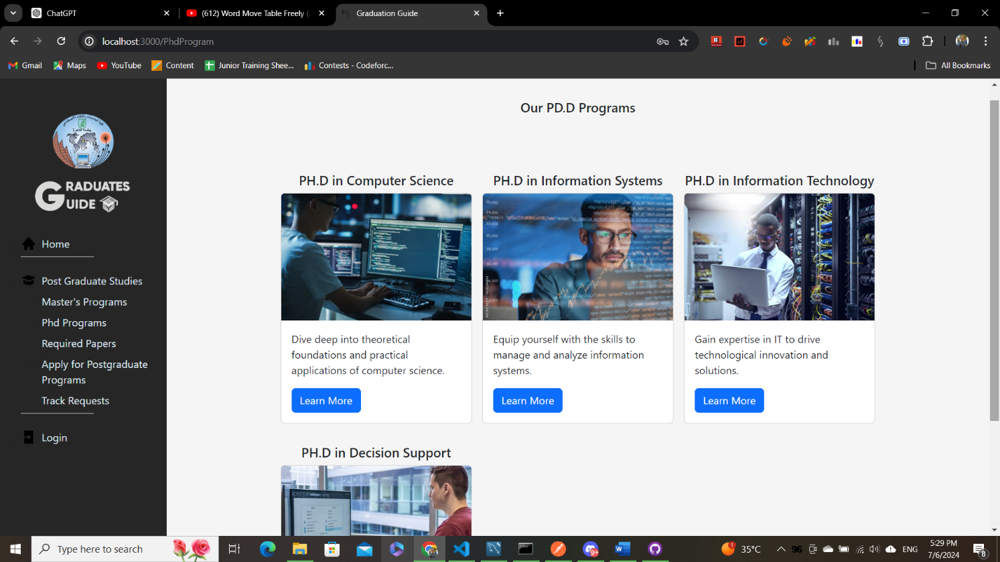 ChatGPT
(612) Word Move Table Freely (
Graduation Guide
localhost:3000/PhdProgram
Gmail
Maps
YouTube
Content
Junior Training Shee...
Contests - Codeforc...
All Bookmarks
GRADUATES
GUIDE
Home
Post Graduate Studies
Master's Programs
Phd Programs
Required Papers
Apply for Postgraduate
Programs
Track Requests
Login
Our PD.D Programs
PH.D in Computer Science
Dive deep into theoretical
foundations and practical
applications of computer science.
Learn More
PH.D in Information Systems
Equip yourself with the skills to
manage and analyze information
systems.
Learn More
PH.D in Information Technology
Gain expertise in IT to drive
technological innovation and
solutions.
Learn More
PH.D in Decision Support
Type here to search
9+
35°C
96
ENG
5:29 PM
7/6/2024
8